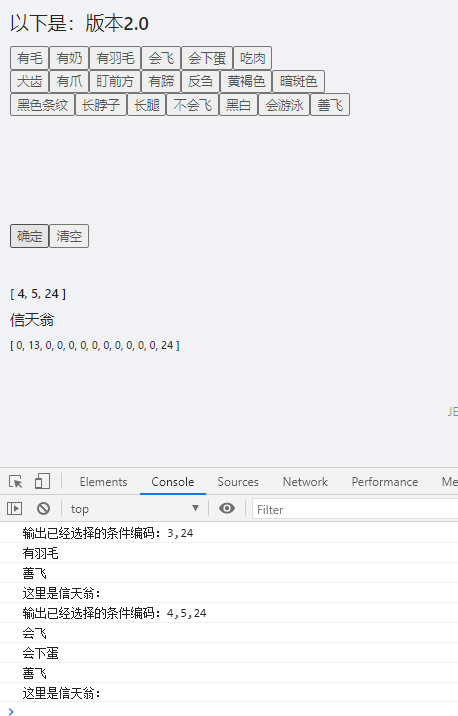 以下是：版本2.0
有毛 有奶 有羽毛 会飞 会下蛋 吃肉
犬齿 有爪 盯前方 有蹄 反刍 黄褐色 暗斑色
黑色条纹 长脖子 长腿 不会飞 黑白 会游泳 善飞
确定 清空
[ 4, 5, 24 ]
信天翁
[ 0, 13, 0, 0, 0, 0, 0, 0, 0, 0, 0, 0, 24 ]
JE
Elements Console Sources Network Performance Me
top Filter
输出已经选择的条件编码：3,24
有羽毛
善飞
这里是信天翁：
输出已经选择的条件编码：4,5,24
会飞
会下蛋
善飞
这里是信天翁：